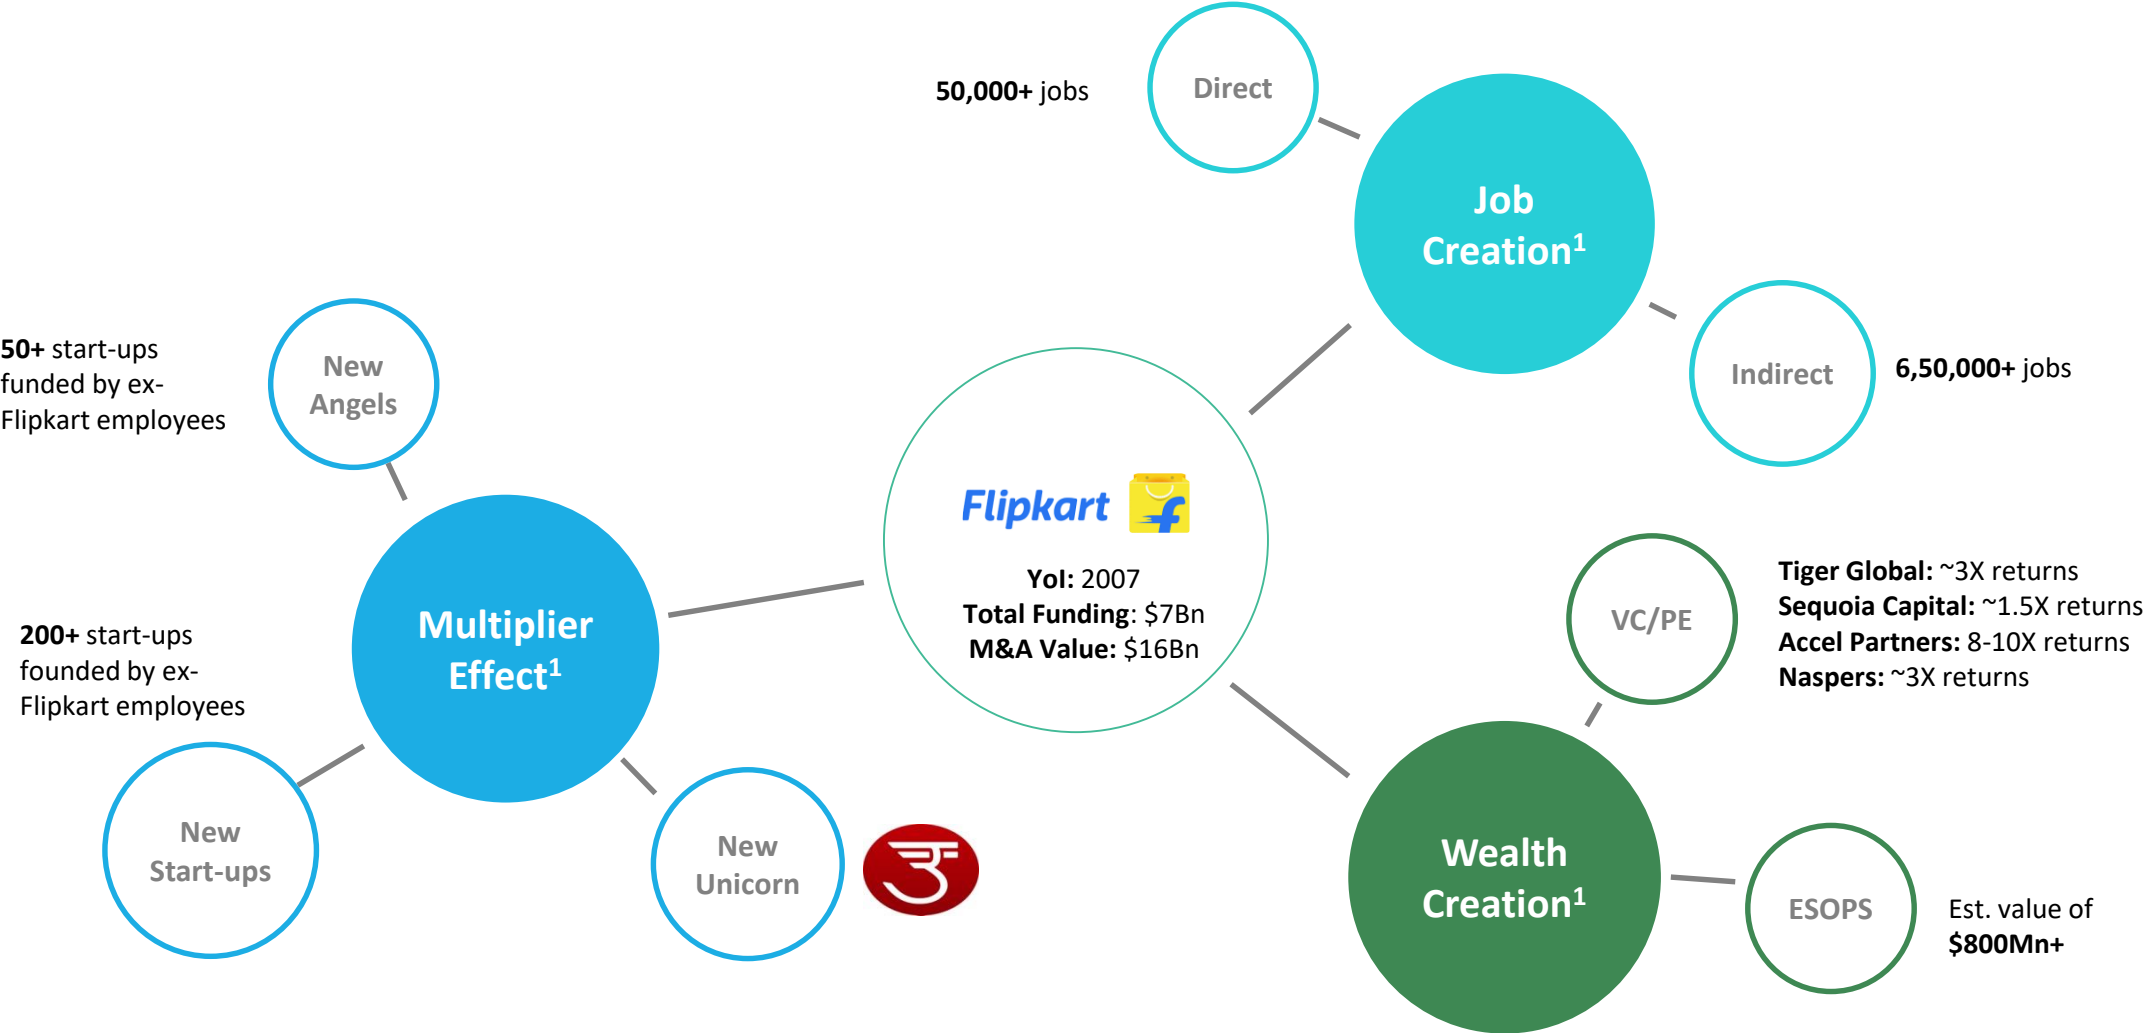 50,000+ jobs
Direct
Job
Creation1
Indirect
6,50,000+ jobs
50+ start-ups
funded by ex-
Flipkart employees
New
Angels
Flipkart
YoI: 2007
Total Funding: $7Bn
M&A Value: $16Bn
Multiplier
Effect1
200+ start-ups
founded by ex-
Flipkart employees
New
Start-ups
New
Unicorn
VC/PE
Tiger Global: ~3X returns
Sequoia Capital: ~1.5X returns
Accel Partners: 8-10X returns
Naspers: ~3X returns
Wealth
Creation1
ESOPS
Est. value of
$800Mn+